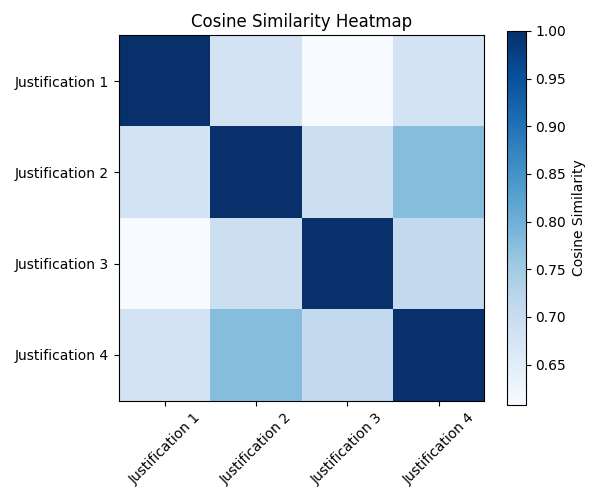 Cosine Similarity Heatmap
Justification 1
Justification 2
Justification 3
Justification 4
Justification 1
Justification 2
Justification 3
Justification 4
1.00
0.95
0.90
0.85
0.80
0.75
0.70
0.65
Cosine Similarity